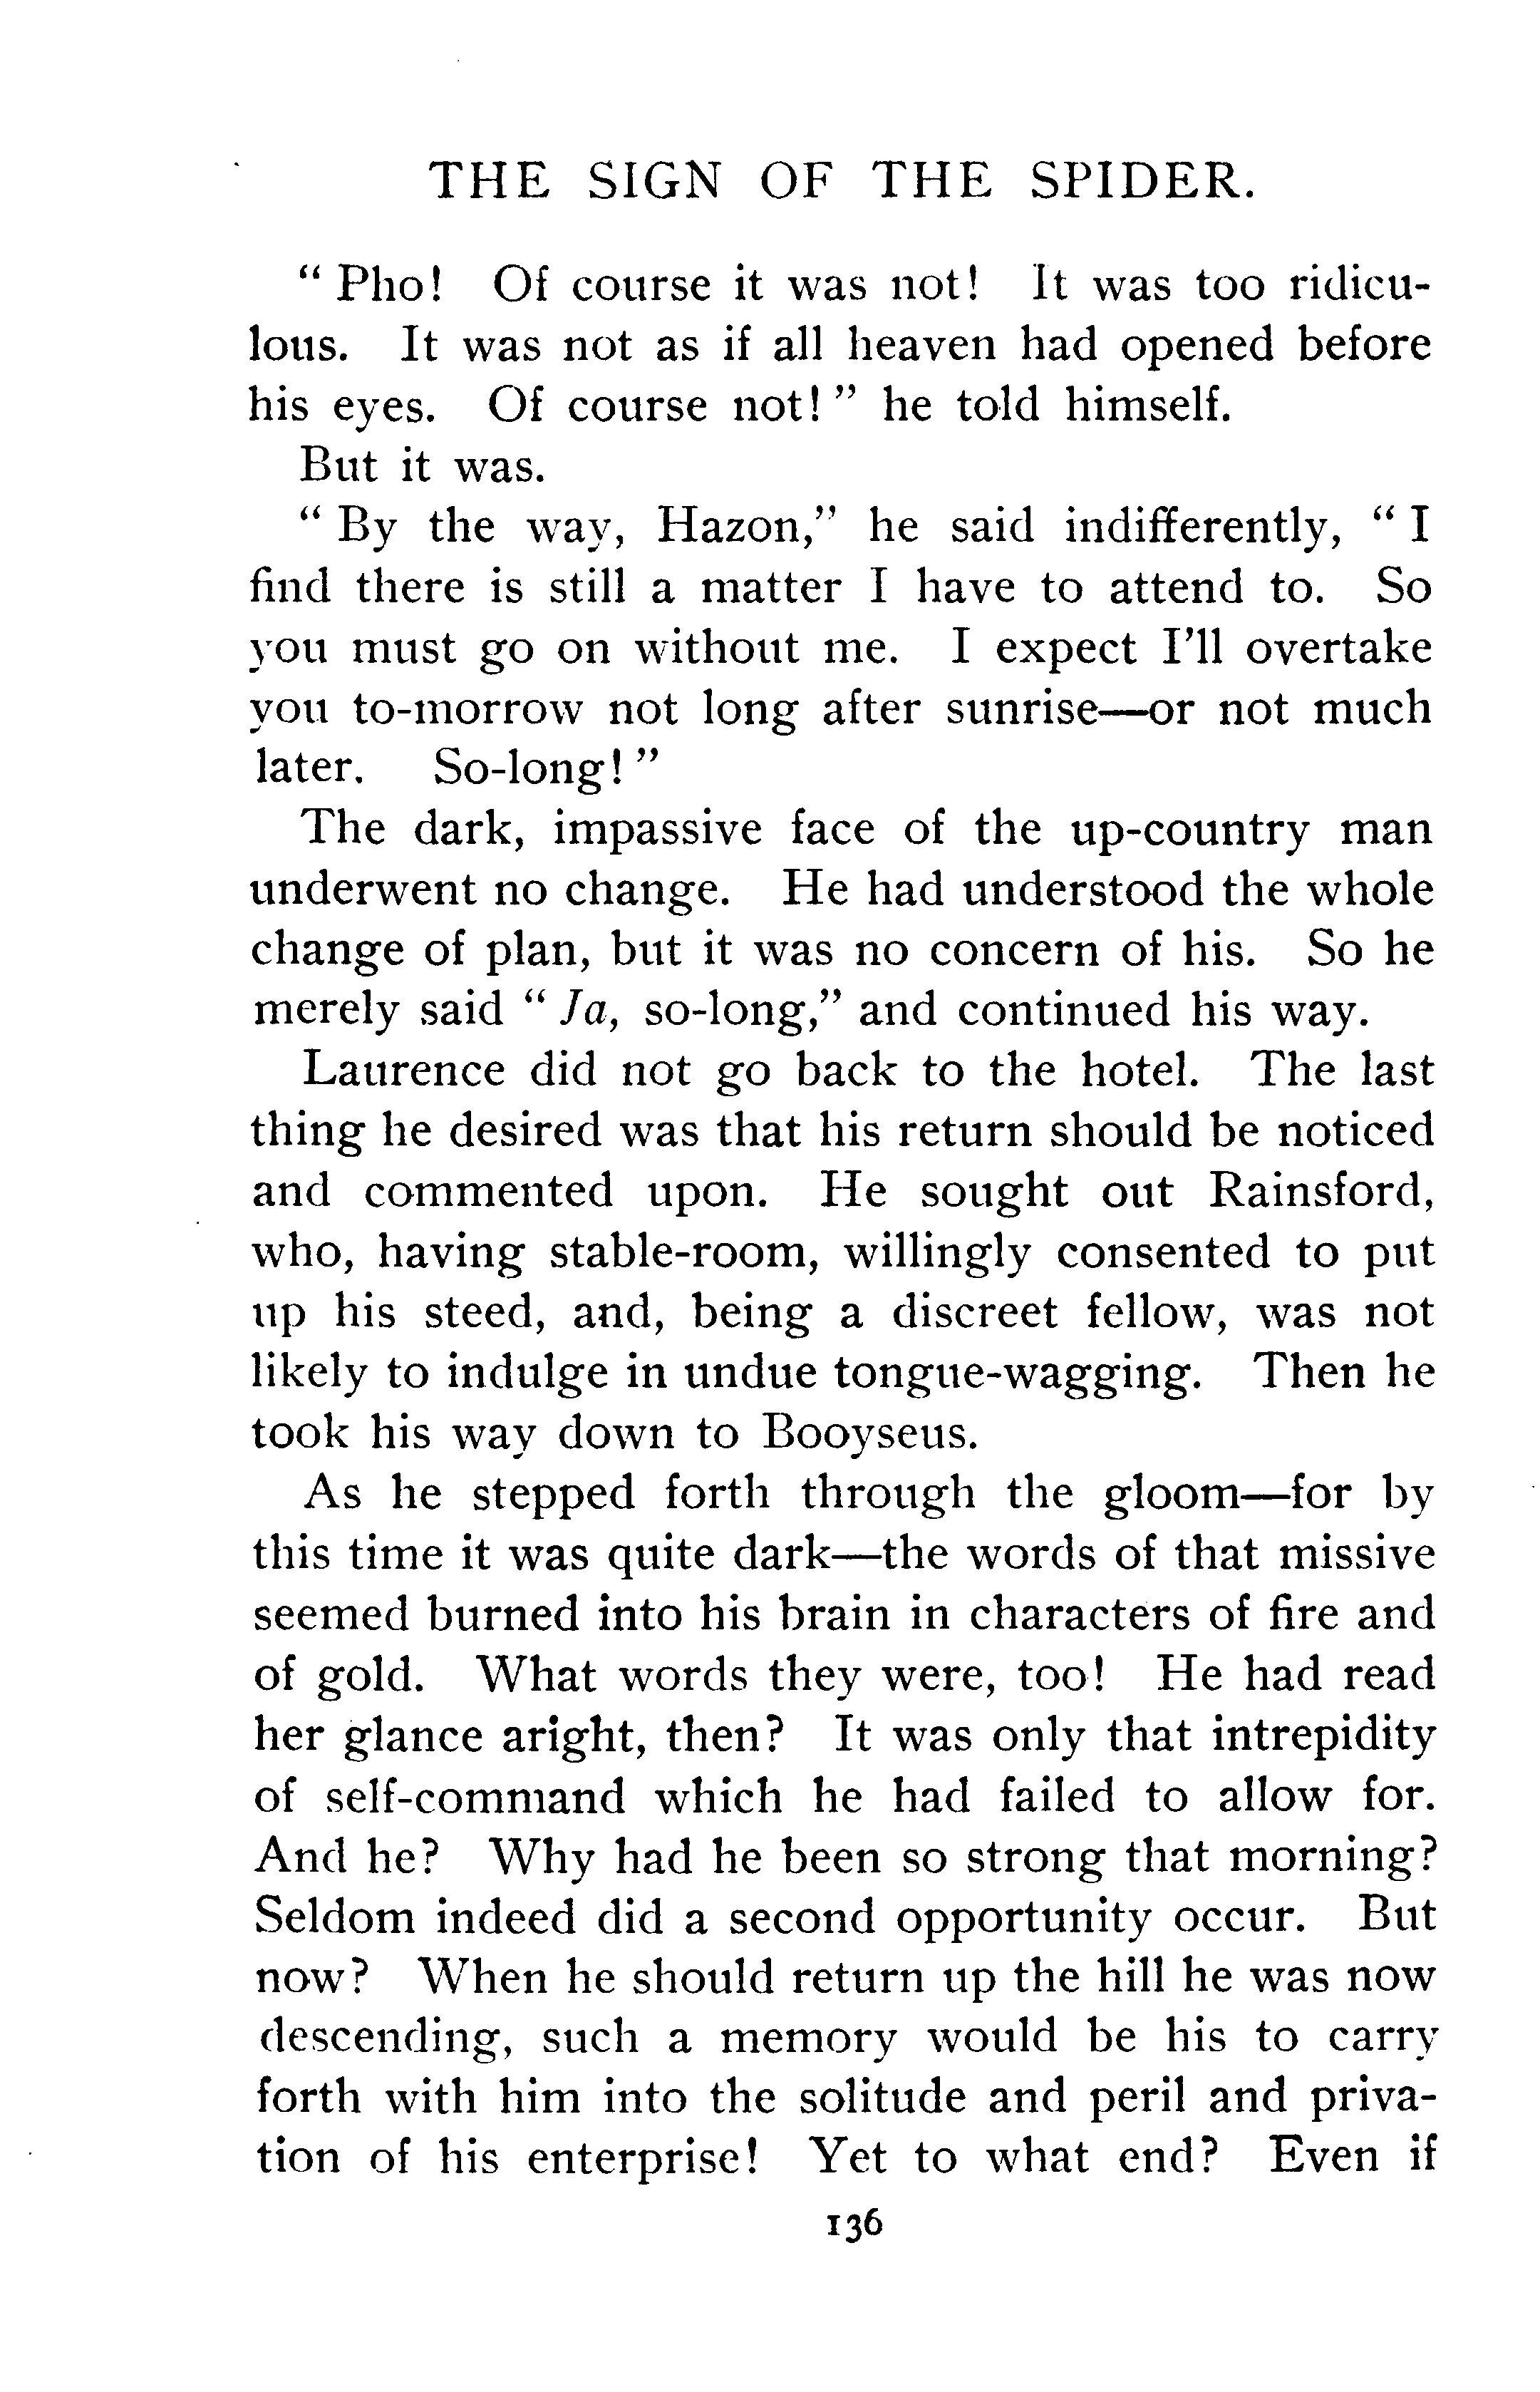 THE SIGN OF THE SPIDER.
“ Pho! Of course it was not! It was too ridicu-
lous. It was not as if all heaven had opened before
his eyes. Of course not! ” he told himself.
But it was.
“ By the way, Hazon,” he said indifferently, “ I
find there is still a matter I have to attend to. So
you must go on without me. I expect I’ll overtake
you to-morrow not long after sunrise—or not much
later. So-long! ”
The dark, impassive face of the up-country man
underwent no change. He had understood the whole
change of plan, but it was no concern of his. So he
merely said “ Ja, so-long,” and continued his way.
Laurence did not go back to the hotel. The last
thing he desired was that his return should be noticed
and commented upon. He sought out Rainsford,
who, having stable-room, willingly consented to put
up his steed, and, being a discreet fellow, was not
likely to indulge in undue tongue-wagging. Then he
took his way down to Booyseus.
As he stepped forth through the gloom—for by
this time it was quite dark—the words of that missive
seemed burned into his brain in characters of fire and
of gold. What words they were, too! He had read
her glance aright, then? It was only that intrepidity
of self-command which he had failed to allow for.
And he? Why had he been so strong that morning?
Seldom indeed did a second opportunity occur. But
now? When he should return up the hill he was now
descending, such a memory would be his to carry
forth with him into the solitude and peril and priva-
tion of his enterprise! Yet to what end? Even if
136